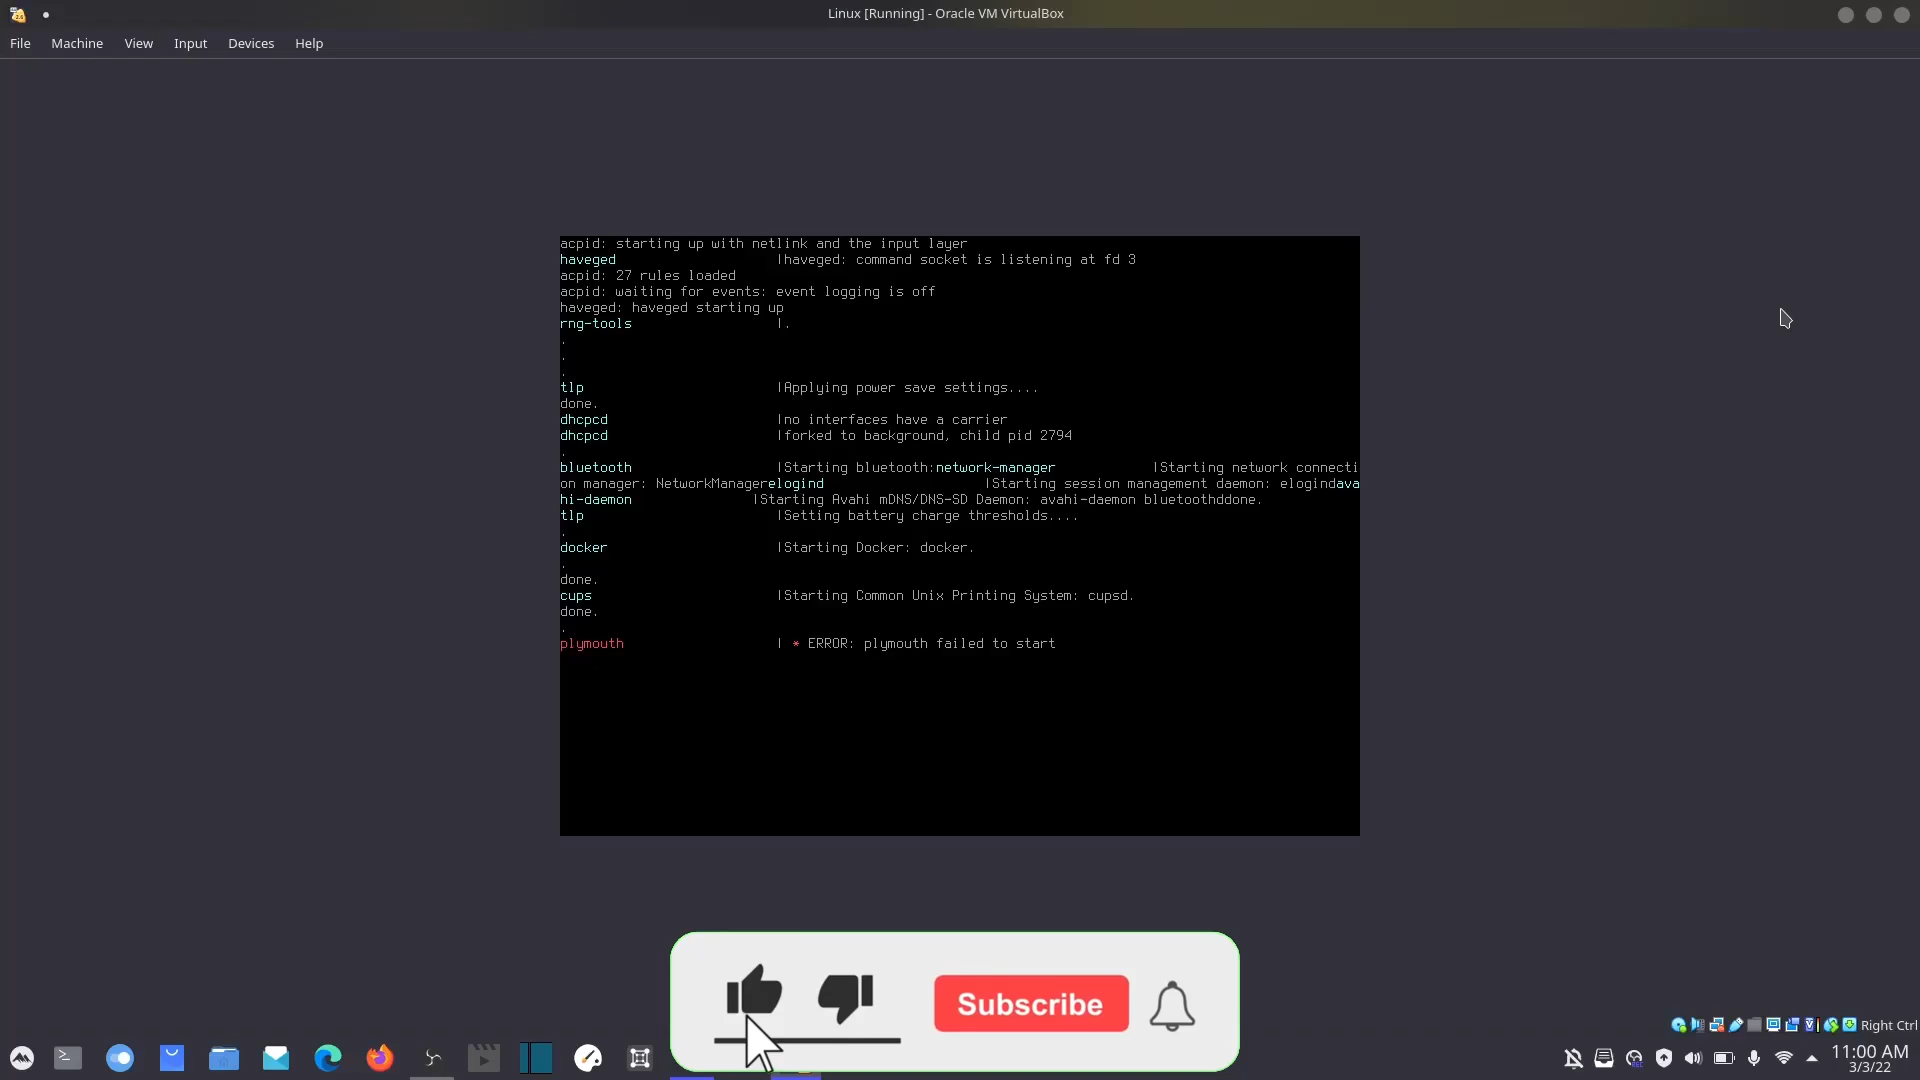 Linux [Running] - Oracle VM VirtualBox
File Machine View Input Devices Help
acpid: starting up with netlink and the input layer
haveged |haveged: command socket is listening at fd 3
acpid: 27 rules loaded
acpid: waiting for events: event logging is off
haveged: haveged starting up
rng-tools |.
.
.
.
tlp |Applying power save settings....
done.
dhcpcd |no interfaces have a carrier
dhcpcd |forked to background, child pid 2794
.
bluetooth |Starting bluetooth:network-manager |Starting network connecti
on manager: NetworkManagerelogind |Starting session management daemon: elogindava
hi-daemon |Starting Avahi mDNS/DNS-SD Daemon: avahi-daemon bluetoothddone.
tlp |Setting battery charge thresholds....
.
docker |Starting Docker: docker.
.
done.
cups |Starting Common Unix Printing System: cupsd.
done.
.
plymouth | * ERROR: plymouth failed to start
Subscribe
Right Ctrl
11:00 AM
3/3/22